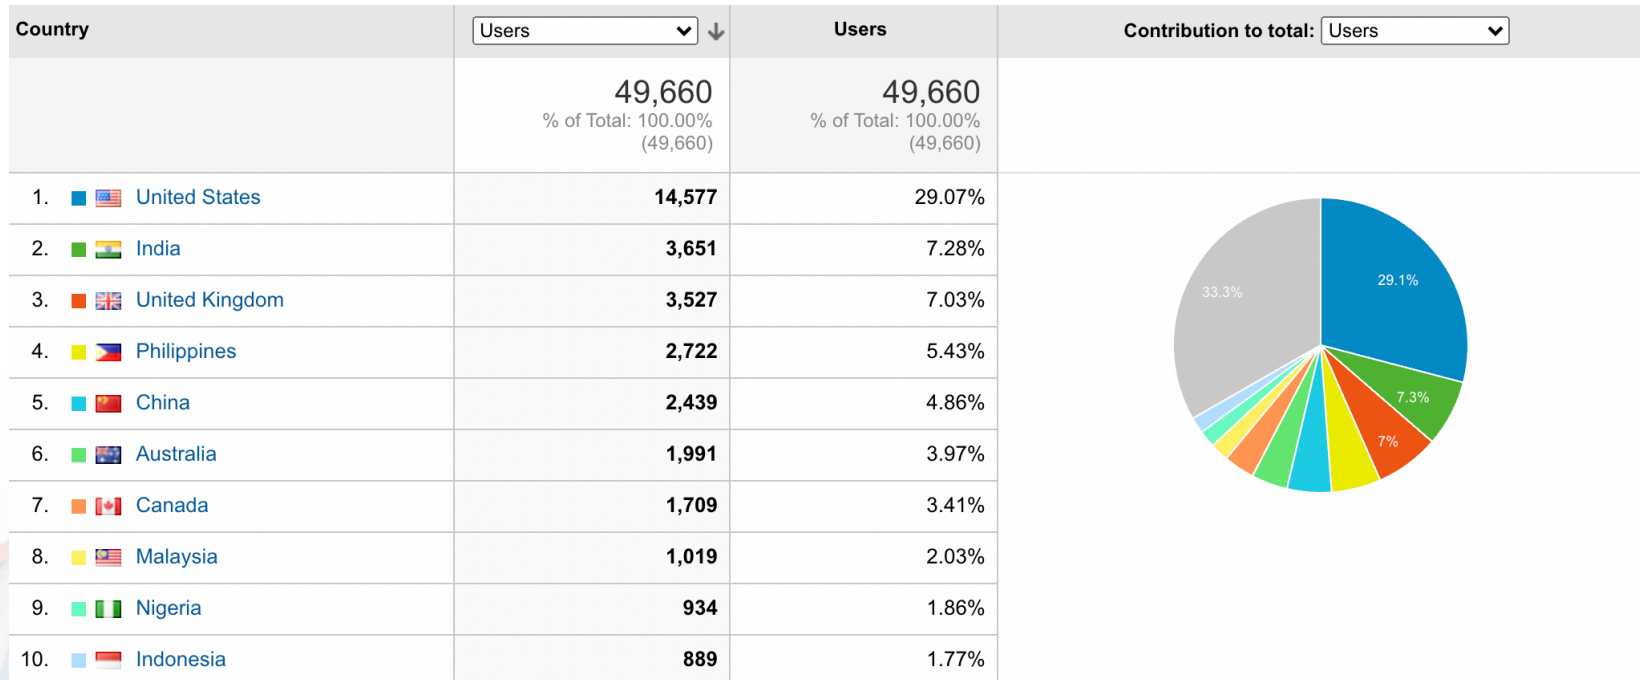 Country Users Users Contribution to total: Users
49,660 49,660
% of Total: 100.00% % of Total: 100.00%
(49,660) (49,660)
1. United States 14,577 29.07%
2. India 3,651 7.28%
3. United Kingdom 3,527 7.03%
4. Philippines 2,722 5.43%
5. China 2,439 4.86%
6. Australia 1,991 3.97%
7. Canada 1,709 3.41%
8. Malaysia 1,019 2.03%
9. Nigeria 934 1.86%
10. Indonesia 889 1.77%
29.1%
33.3%
7.3%
7%